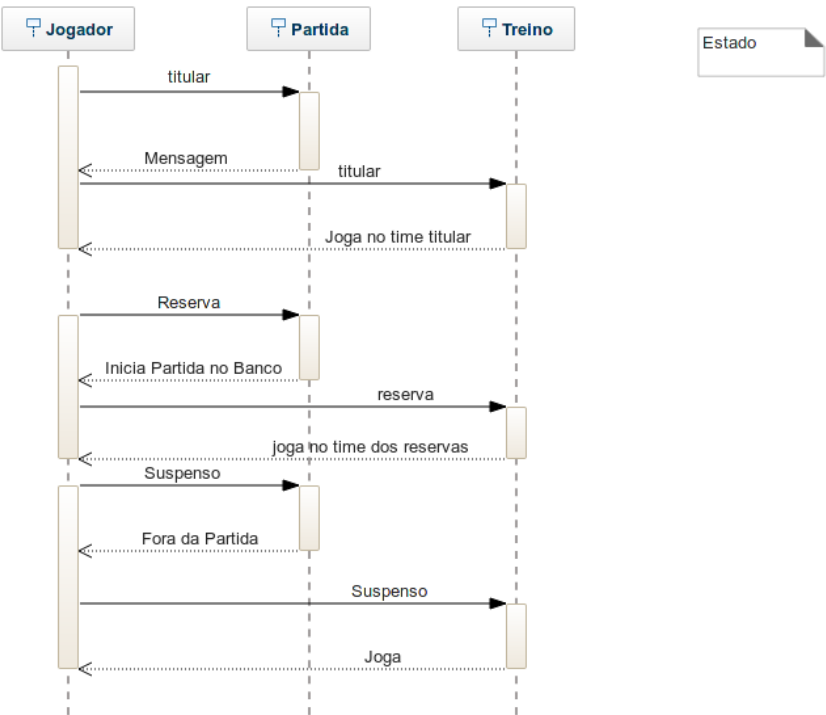 Jogador
Partida
Treino
Estado
titular
Mensagem
titular
Joga no time titular
Reserva
Inicia Partida no Banco
reserva
joga no time dos reservas
Suspenso
Fora da Partida
Suspenso
Joga